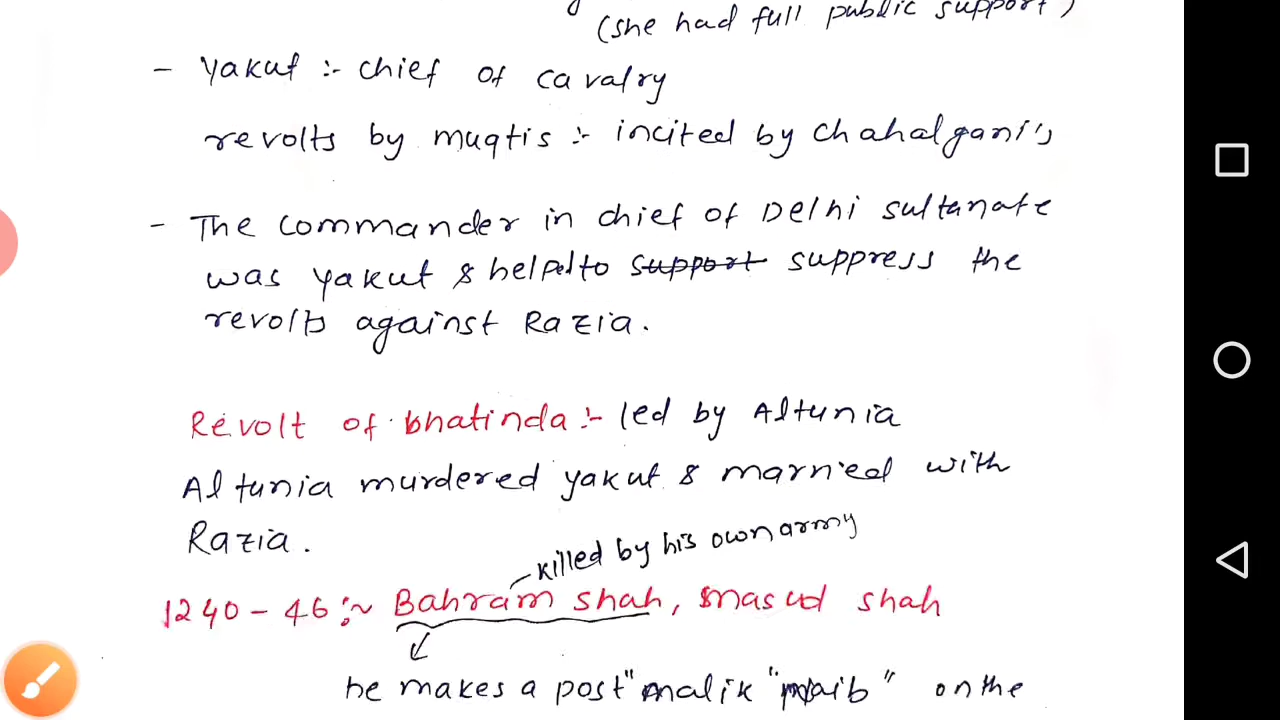 (she had full public support)
- Yakut :- chief of cavalry
revolts by muqtis :- incited by chahalgani's
- The commander in chief of Delhi sultanate
was yakut & helped to support suppress the
revolts against Razia.
Revolt of bhatinda :- led by Altunia
Altunia murdered yakut & married with
Razia.
killed by his own army
1240-46 :~ Bahram shah, masud shah
he makes a post "malik "naib" on the